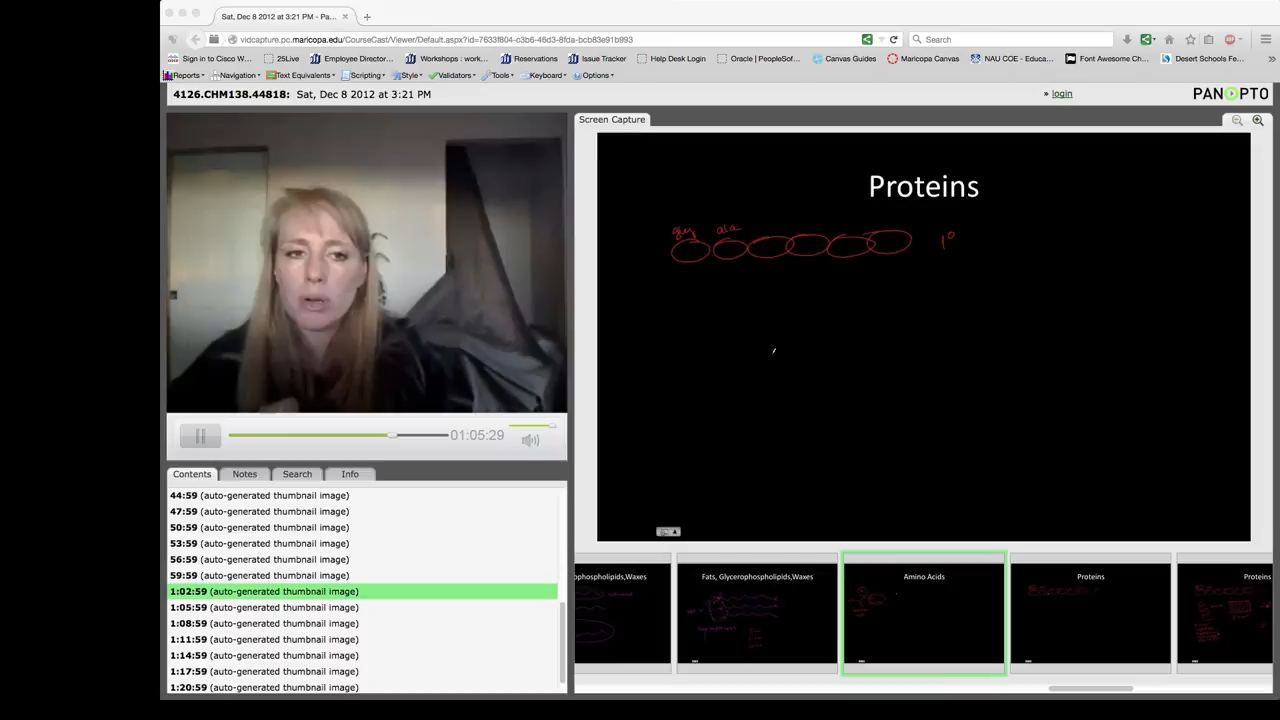 Sat, Dec 8 2012 at 3:21 PM - Pa...
vidcapture.pc.maricopa.edu/CourseCast/Viewer/Default.aspx?id=7633f804-c3b6-46d3-8fda-bcb83e91b993
Search
Sign in to Cisco W... 25Live Employee Director... Workshops : work... Reservations Issue Tracker Help Desk Login Oracle | PeopleSof... Canvas Guides Maricopa Canvas NAU COE - Educa... Font Awesome Ch... Desert Schools Fe...
Reports Navigation Text Equivalents Scripting Style Validators Tools Keyboard Options
4126.CHM138.44818: Sat, Dec 8 2012 at 3:21 PM
» login
PANOPTO
Screen Capture
Proteins
gly ala
1°
01:05:29
Contents Notes Search Info
44:59 (auto-generated thumbnail image)
47:59 (auto-generated thumbnail image)
50:59 (auto-generated thumbnail image)
53:59 (auto-generated thumbnail image)
56:59 (auto-generated thumbnail image)
59:59 (auto-generated thumbnail image)
1:02:59 (auto-generated thumbnail image)
1:05:59 (auto-generated thumbnail image)
1:08:59 (auto-generated thumbnail image)
1:11:59 (auto-generated thumbnail image)
1:14:59 (auto-generated thumbnail image)
1:17:59 (auto-generated thumbnail image)
1:20:59 (auto-generated thumbnail image)
ophospholipids,Waxes
Fats, Glycerophospholipids,Waxes
Amino Acids
Proteins
Proteins